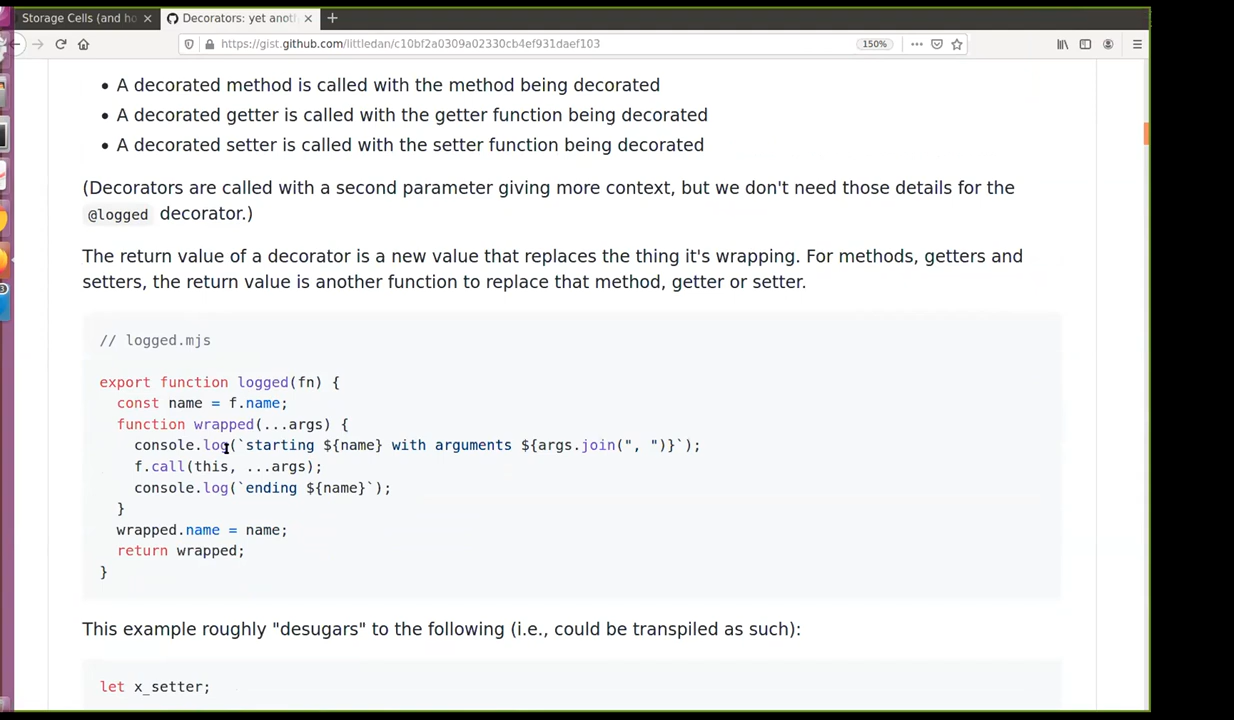 Storage Cells (and ho
Decorators: yet anoth
https://gist.github.com/littledan/c10bf2a0309a02330cb4ef931daef103
150%
• A decorated method is called with the method being decorated
• A decorated getter is called with the getter function being decorated
• A decorated setter is called with the setter function being decorated
(Decorators are called with a second parameter giving more context, but we don't need those details for the
@logged decorator.)
The return value of a decorator is a new value that replaces the thing it's wrapping. For methods, getters and
setters, the return value is another function to replace that method, getter or setter.
// logged.mjs
export function logged(fn) {
const name = f.name;
function wrapped(...args) {
console.log(`starting ${name} with arguments ${args.join(", ")}`);
f.call(this, ...args);
console.log(`ending ${name}`);
}
wrapped.name = name;
return wrapped;
}
This example roughly "desugars" to the following (i.e., could be transpiled as such):
let x_setter;